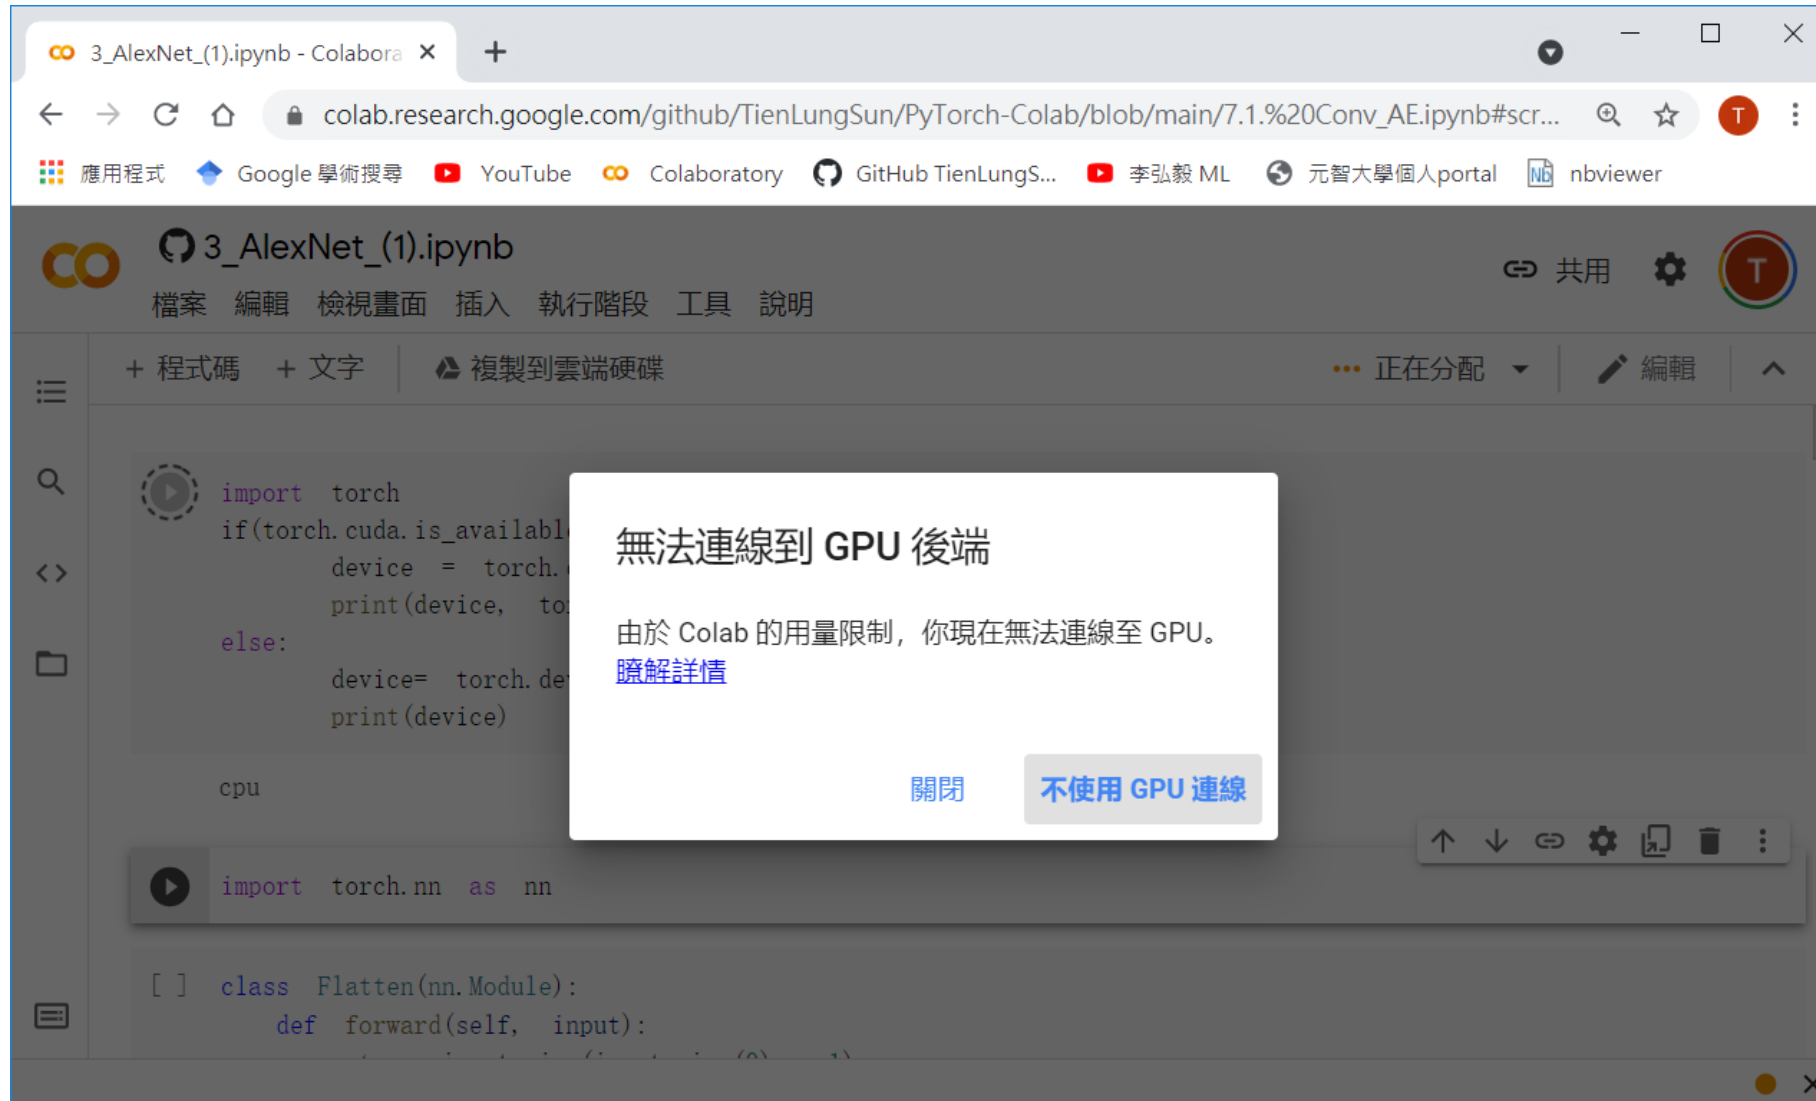 3_AlexNet_(1).ipynb - Colabora
colab.research.google.com/github/TienLungSun/PyTorch-Colab/blob/main/7.1.%20Conv_AE.ipynb#scr... T
應用程式 Google 學術搜尋 YouTube Colaboratory GitHub TienLungS... 李弘毅 ML 元智大學個人portal Nb nbviewer
3_AlexNet_(1).ipynb
共用 T
檔案 編輯 檢視畫面 插入 執行階段 工具 說明
+ 程式碼 + 文字 複製到雲端硬碟 正在分配 編輯
import torch
if(torch.cuda.is_availabl
device = torch.
print(device, to
else:
device= torch.de
print(device)
cpu
無法連線到 GPU 後端
由於 Colab 的用量限制，你現在無法連線至 GPU。
瞭解詳情
關閉 不使用 GPU 連線
import torch.nn as nn
[ ] class Flatten(nn.Module):
def forward(self, input):